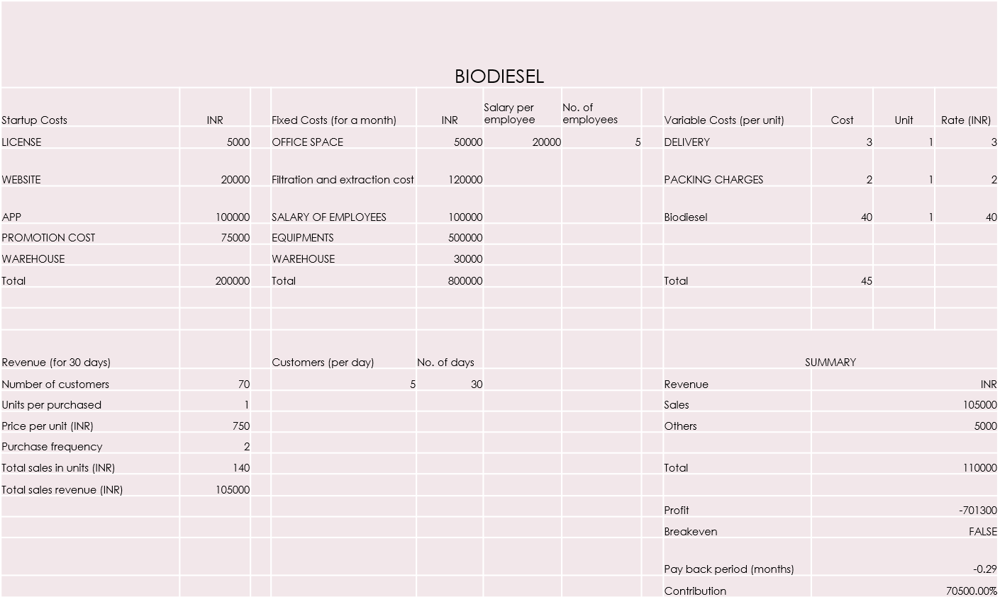 BIODIESEL
Startup Costs INR Fixed Costs (for a month) INR Salary per employee No. of employees Variable Costs (per unit) Cost Unit Rate (INR)
LICENSE 5000 OFFICE SPACE 50000 20000 5 DELIVERY 3 1 3
WEBSITE 20000 Filtration and extraction cost 120000 PACKING CHARGES 2 1 2
APP 100000 SALARY OF EMPLOYEES 100000 Biodiesel 40 1 40
PROMOTION COST 75000 EQUIPMENTS 500000
WAREHOUSE WAREHOUSE 30000
Total 200000 Total 800000 Total 45
Revenue (for 30 days) Customers (per day) No. of days SUMMARY
Number of customers 70 5 30 Revenue INR
Units per purchased 1 Sales 105000
Price per unit (INR) 750 Others 5000
Purchase frequency 2
Total sales in units (INR) 140 Total 110000
Total sales revenue (INR) 105000
Profit -701300
Breakeven FALSE
Pay back period (months) -0.29
Contribution 70500.00%